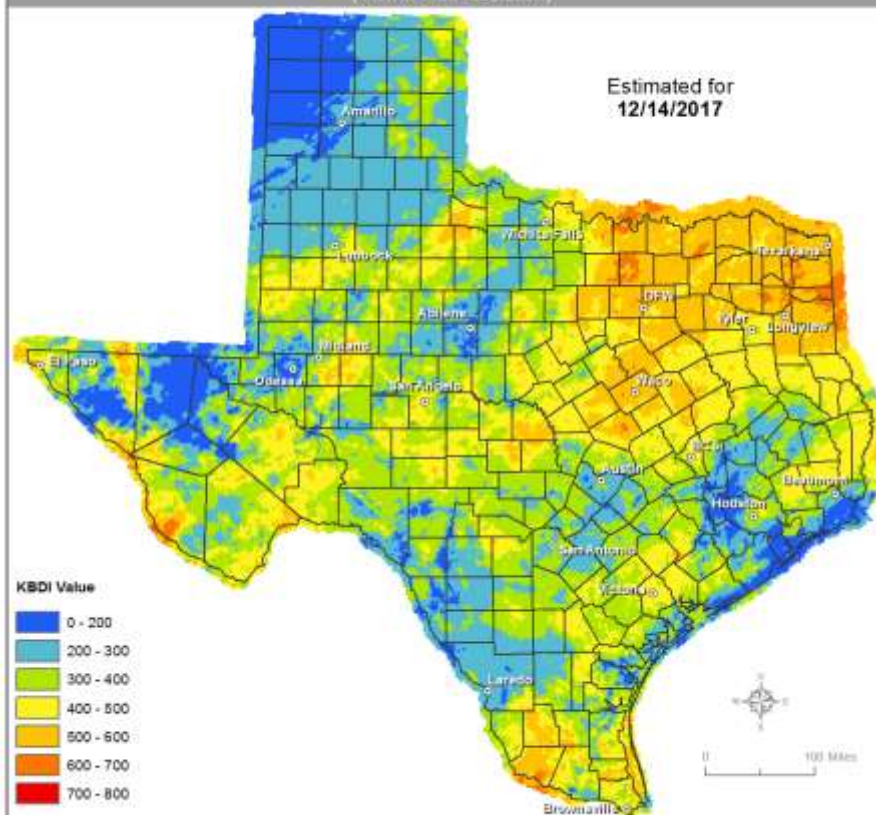 Estimated for
12/14/2017
Amarillo
Wichita Falls
Texarkana
Lubbock
DFW
Abilene
Tyler
Longview
El Paso
Midland
Odessa
Waco
San Angelo
Austin
Beaumont
Houston
San Antonio
Victoria
KBDI Value
0 - 200
200 - 300
300 - 400
400 - 500
500 - 600
600 - 700
700 - 800
Laredo
0 100 Miles
Brownsville